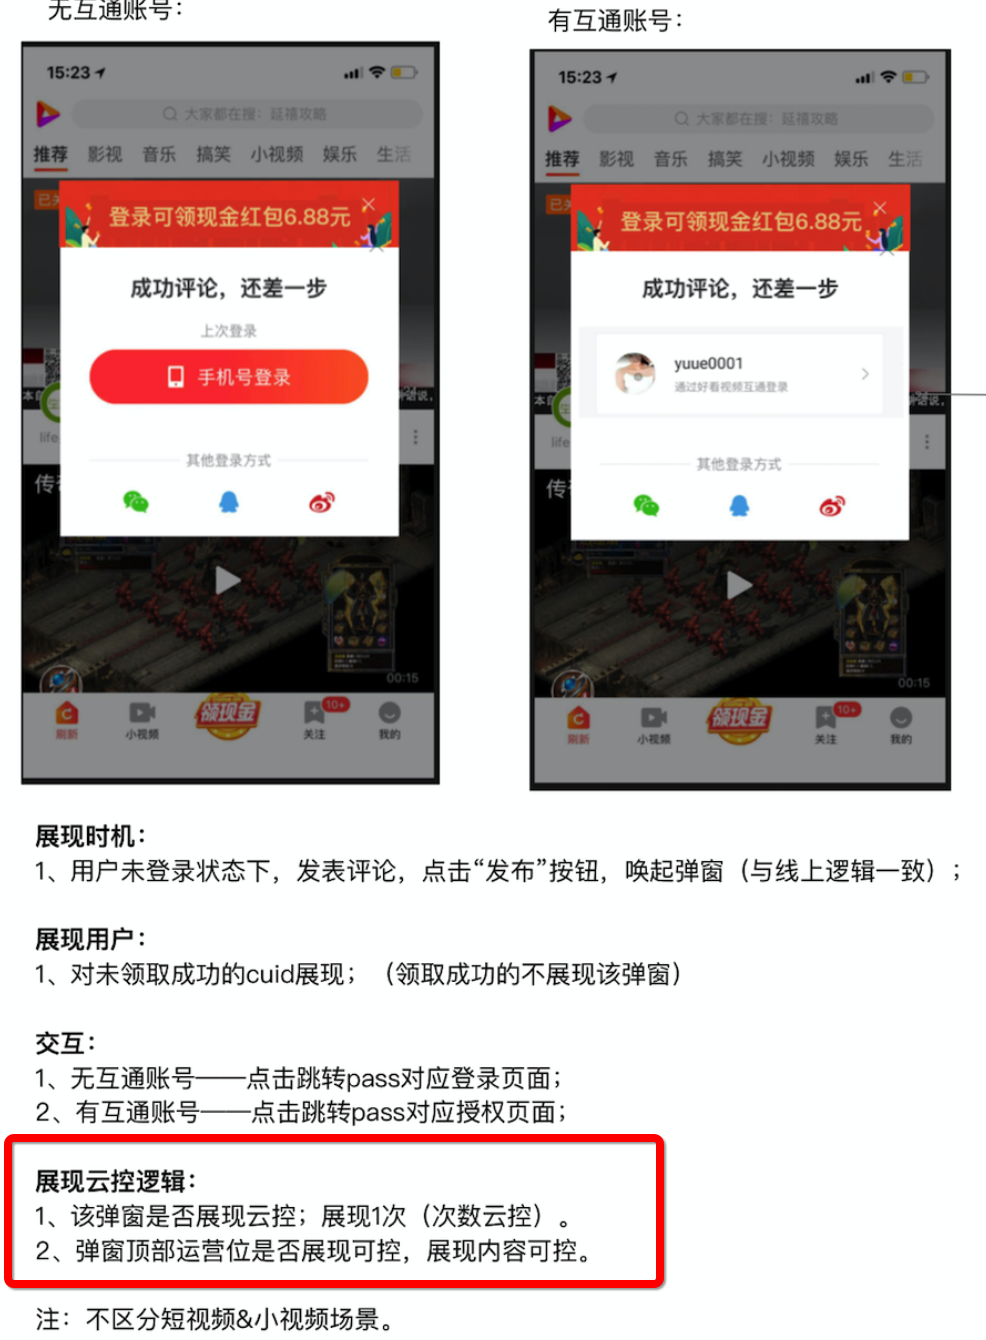 无互通账号：
有互通账号：
15:23
大家都在搜：延禧攻略
推荐 影视 音乐 搞笑 小视频 娱乐 生活
登录可领现金红包6.88元
成功评论，还差一步
上次登录
手机号登录
其他登录方式
life
00:15
刷新 小视频 领现金 关注 10+ 我的
15:23
大家都在搜：延禧攻略
推荐 影视 音乐 搞笑 小视频 娱乐 生活
登录可领现金红包6.88元
成功评论，还差一步
yuue0001
通过好看视频互通登录
其他登录方式
life
00:15
刷新 小视频 领现金 关注 10+ 我的
展现时机：
1、用户未登录状态下，发表评论，点击“发布”按钮，唤起弹窗（与线上逻辑一致）；
展现用户：
1、对未领取成功的cuid展现；（领取成功的不展现该弹窗）
交互：
1、无互通账号——点击跳转pass对应登录页面；
2、有互通账号——点击跳转pass对应授权页面；
展现云控逻辑：
1、该弹窗是否展现云控；展现1次（次数云控）。
2、弹窗顶部运营位是否展现可控，展现内容可控。
注：不区分短视频&小视频场景。